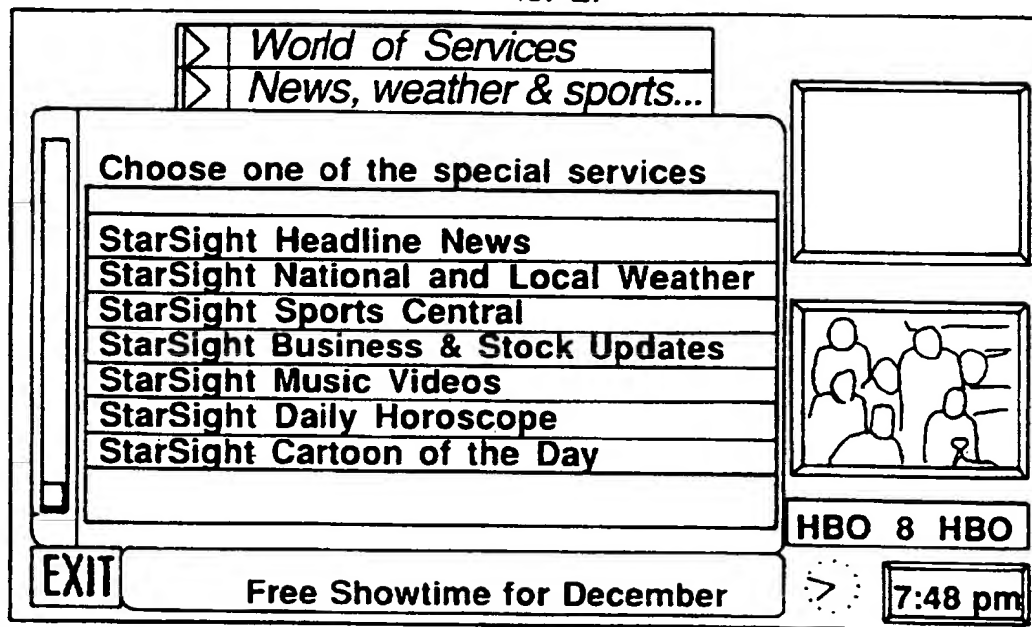 World of Services
News, weather & sports...
Choose one of the special services
StarSight Headline News
StarSight National and Local Weather
StarSight Sports Central
StarSight Business & Stock Updates
StarSight Music Videos
StarSight Daily Horoscope
StarSight Cartoon of the Day
HBO 8 HBO
EXIT
Free Showtime for December
7:48 pm